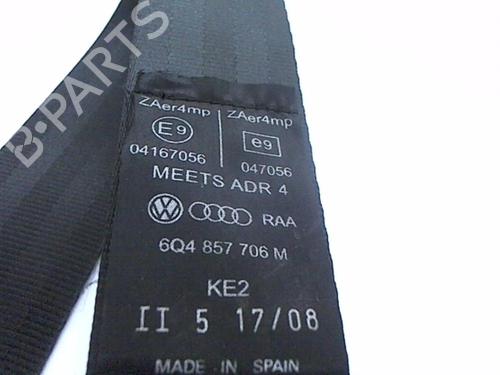 B-PARTS
ZAer4mp ZAer4mp
E9 e9
04167056 047056
MEETS ADR 4
RAA
6Q4 857 706 M
KE2
II 5 17/08
MADE IN SPAIN